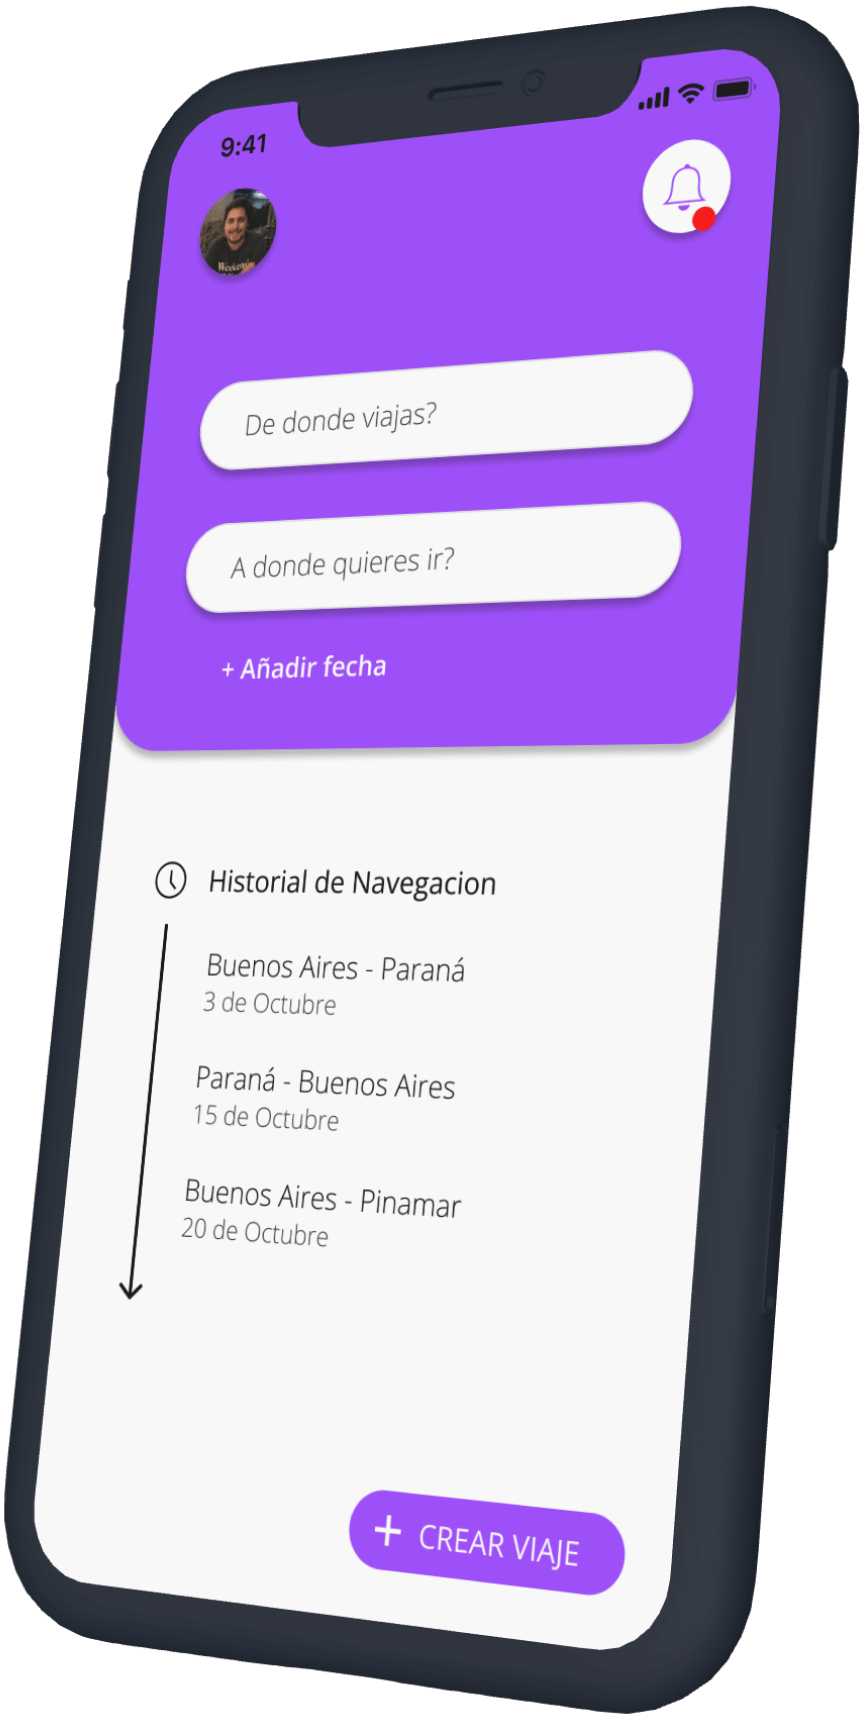 9:41
De donde viajas?
A donde quieres ir?
+ Añadir fecha
Historial de Navegacion
Buenos Aires - Paraná
3 de Octubre
Paraná - Buenos Aires
15 de Octubre
Buenos Aires - Pinamar
20 de Octubre
+ CREAR VIAJE